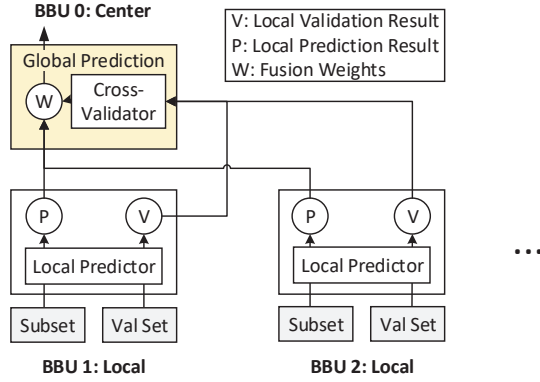 BBU 0: Center
V: Local Validation Result
P: Local Prediction Result
W: Fusion Weights
Global Prediction
W
Cross-
Validator
P
V
P
V
Local Predictor
Local Predictor
...
Subset
Val Set
Subset
Val Set
BBU 1: Local
BBU 2: Local